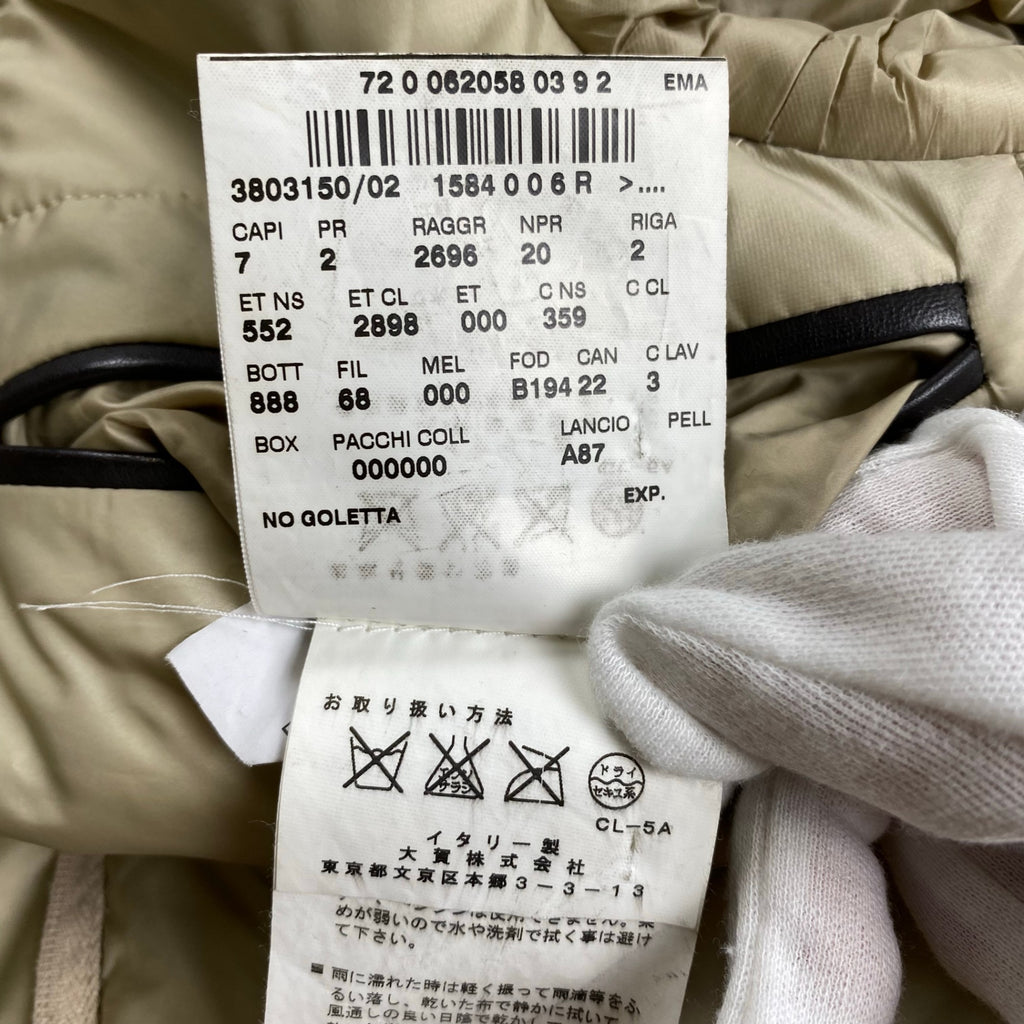 72 0 062058 0 3 9 2 EMA
3803150/02 1584 0 0 6 R >....
CAPI PR RAGGR NPR RIGA
7 2 2696 20 2
ET NS ET CL ET C NS C CL
552 2898 000 359
BOTT FIL MEL FOD CAN C LAV
888 68 000 B194 22 3
BOX PACCHI COLL LANCIO PELL
000000 A87
NO GOLETTA EXP.
お取り扱い方法
エンソ
サラシ
ドライ
セキユ系
CL-5A
イタリー製
大賀株式会社
東京都文京区本郷3-3-13
めが弱いので水や洗剤で拭く事は避け
て下さい。
■雨に濡れた時は軽く振って雨滴等をふ
るい落し、乾いた布で静かに拭いて
風通しの良い日陰で乾かし